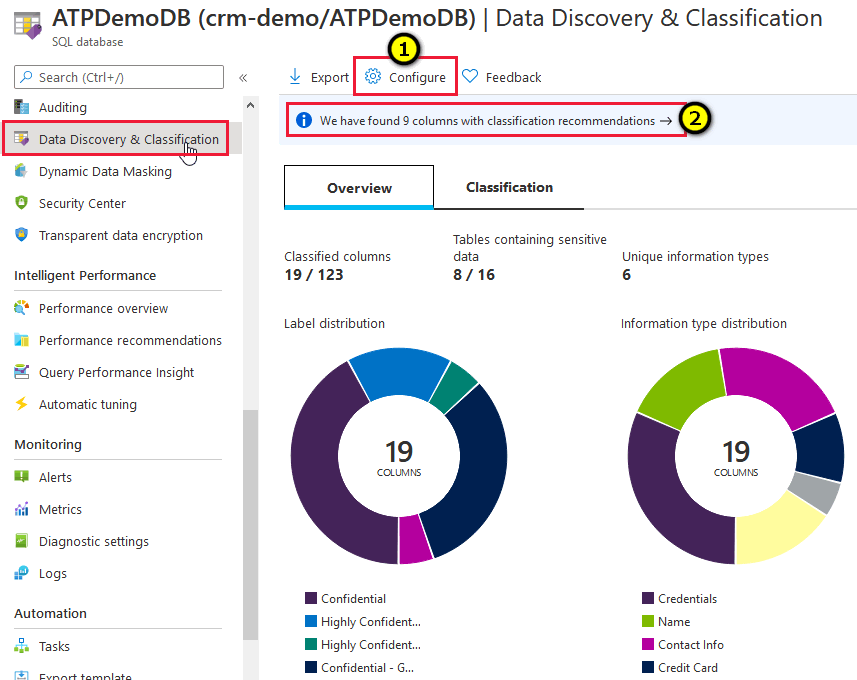 ATPDemoDB (crm-demo/ATPDemoDB) | Data Discovery & Classification
SQL database
Search (Ctrl+/)
«
Auditing
Data Discovery & Classification
Dynamic Data Masking
Security Center
Transparent data encryption
Intelligent Performance
Performance overview
Performance recommendations
Query Performance Insight
Automatic tuning
Monitoring
Alerts
Metrics
Diagnostic settings
Logs
Automation
Tasks
Export template
1
Export Configure Feedback
We have found 9 columns with classification recommendations →
2
Overview Classification
Classified columns
19 / 123
Tables containing sensitive
data
8 / 16
Unique information types
6
Label distribution
19
COLUMNS
Confidential
Highly Confident...
Highly Confident...
Confidential - G...
Information type distribution
19
COLUMNS
Credentials
Name
Contact Info
Credit Card